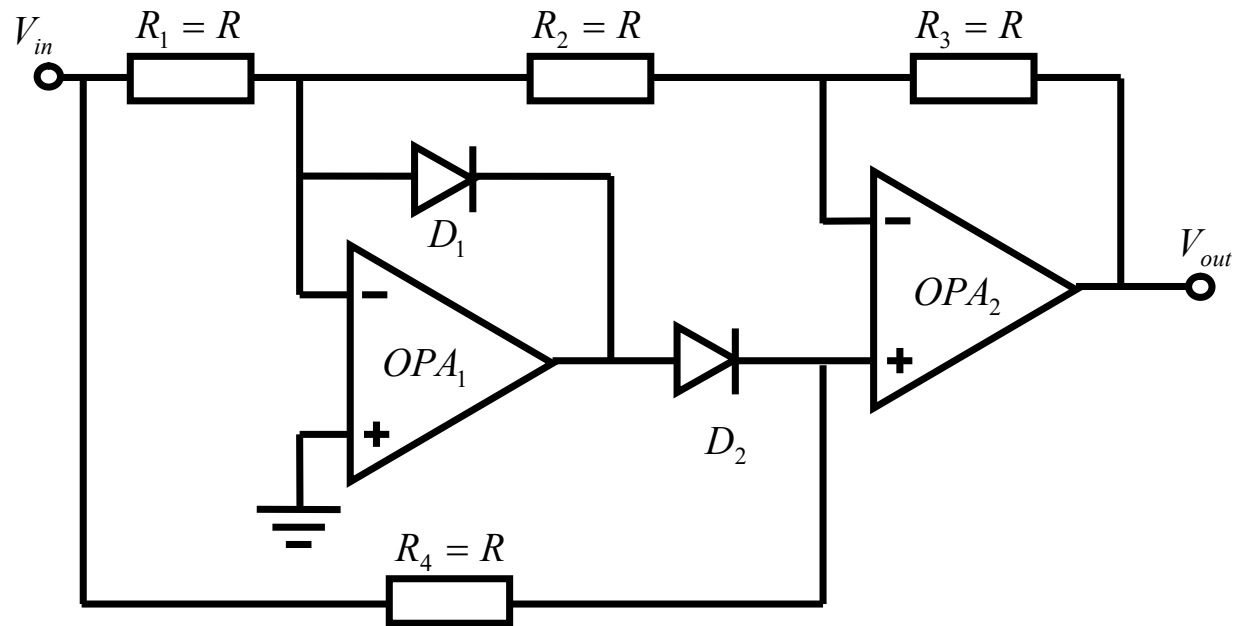 V_in
R_1 = R
R_2 = R
R_3 = R
D_1
OPA_1
D_2
OPA_2
V_out
R_4 = R